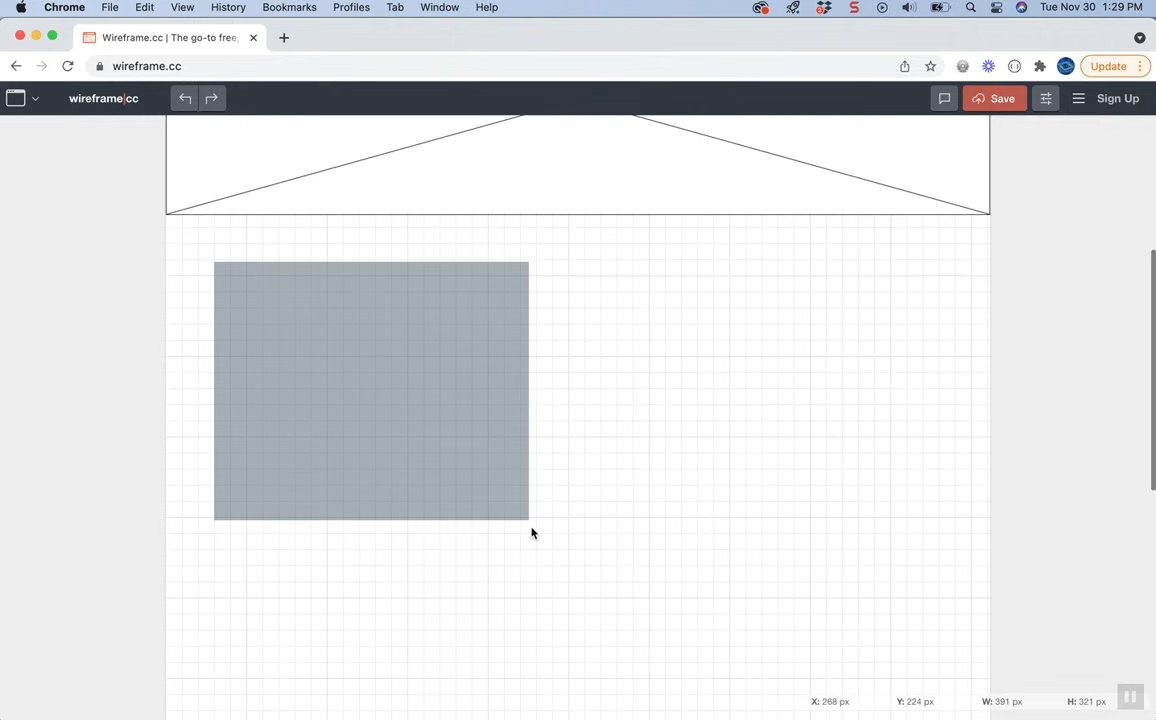 Chrome File Edit View History Bookmarks Profiles Tab Window Help Tue Nov 30 1:29 PM
Wireframe.cc | The go-to free,
wireframe.cc Update
wireframe|cc Save Sign Up
X: 268 px Y: 224 px W: 391 px H: 321 px